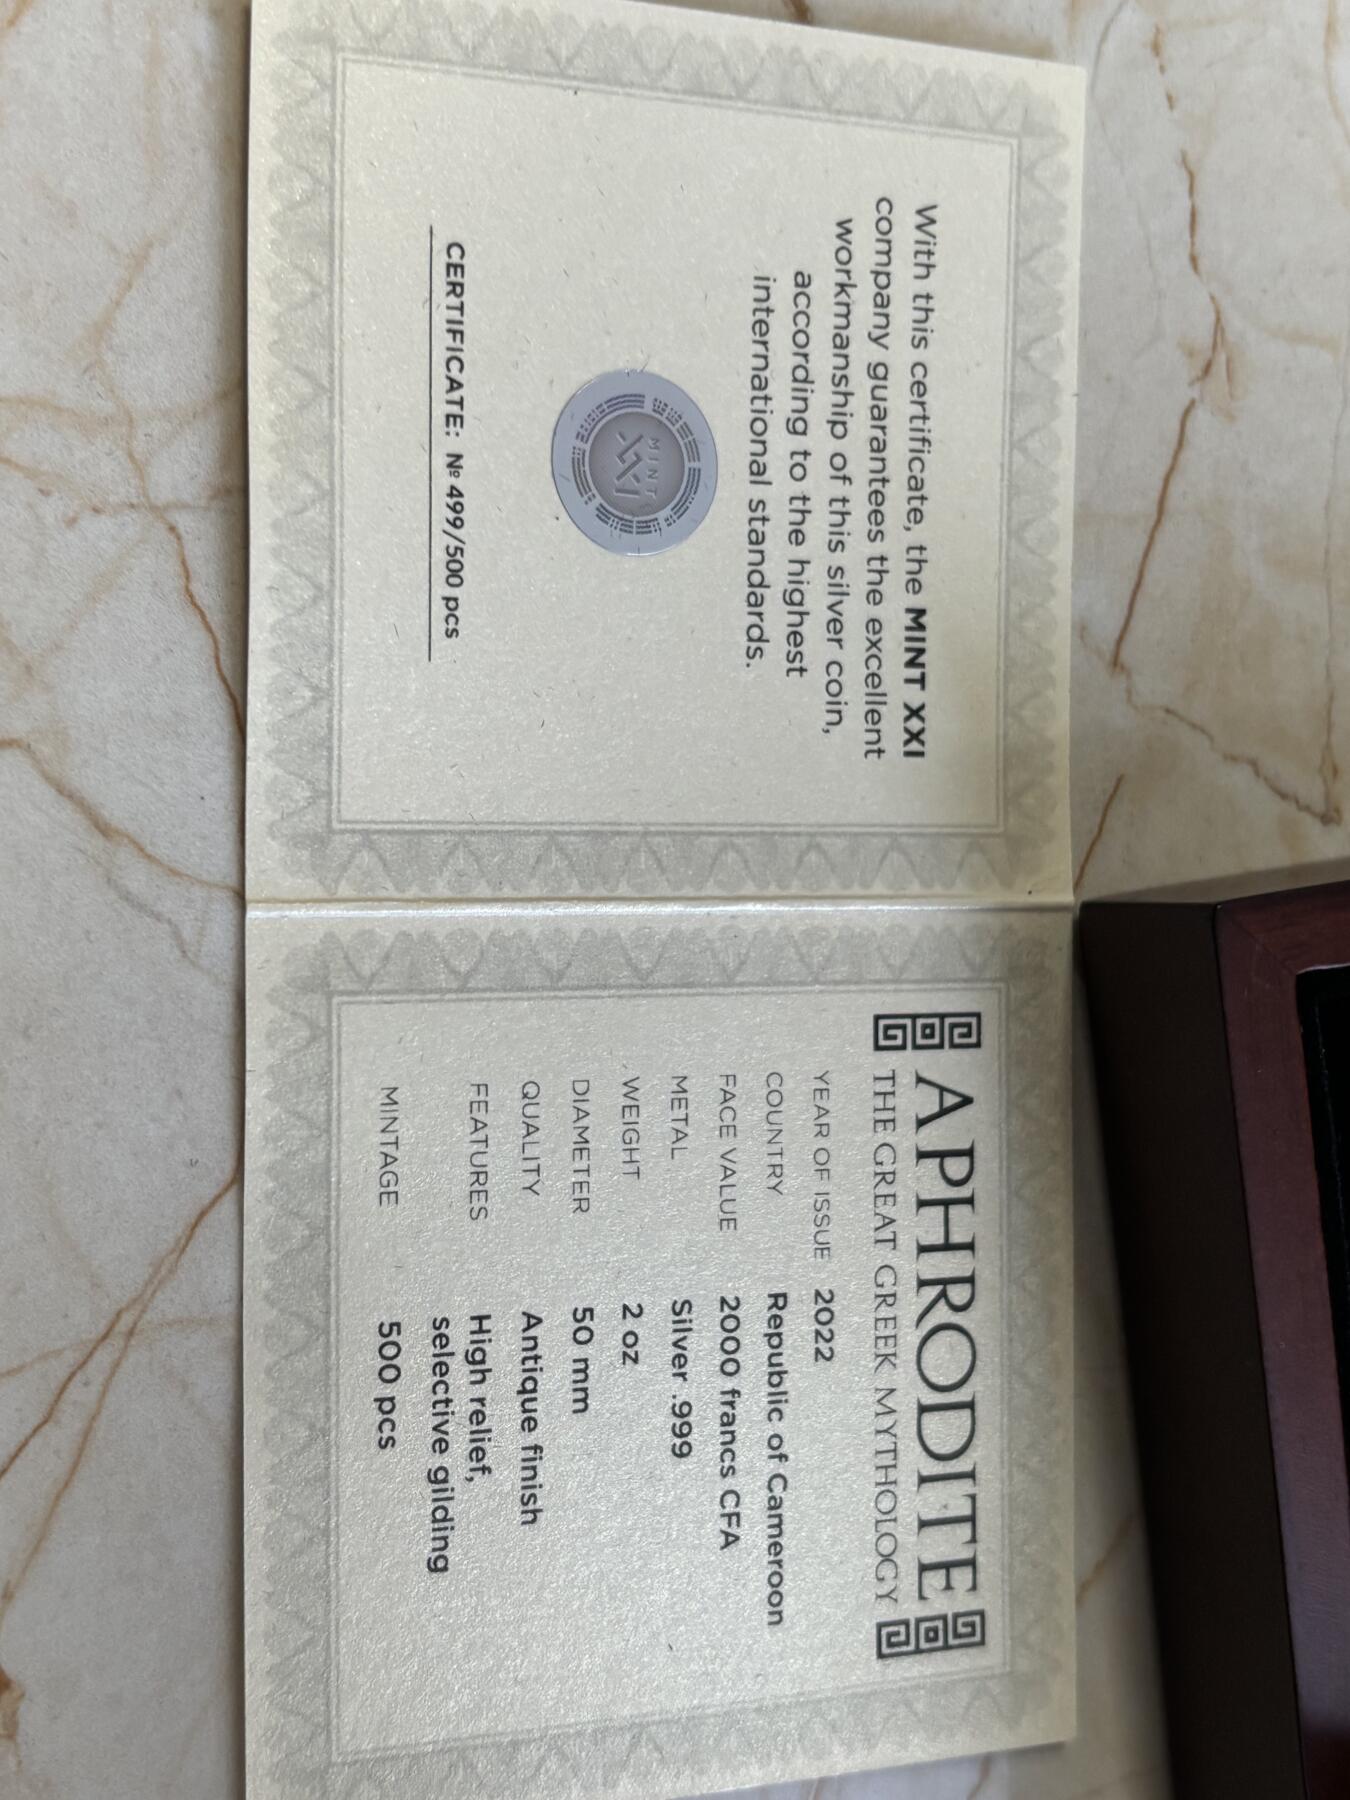 With this certificate, the MINT XXI
company guarantees the excellent
workmanship of this silver coin,
according to the highest
international standards.
MINT
XXI
CERTIFICATE: № 499/500 pcs
APHRODITE
THE GREAT GREEK MYTHOLOGY
YEAR OF ISSUE 2022
COUNTRY Republic of Cameroon
FACE VALUE 2000 francs CFA
METAL Silver .999
WEIGHT 2 oz
DIAMETER 50 mm
QUALITY Antique finish
FEATURES High relief,
selective gilding
MINTAGE 500 pcs